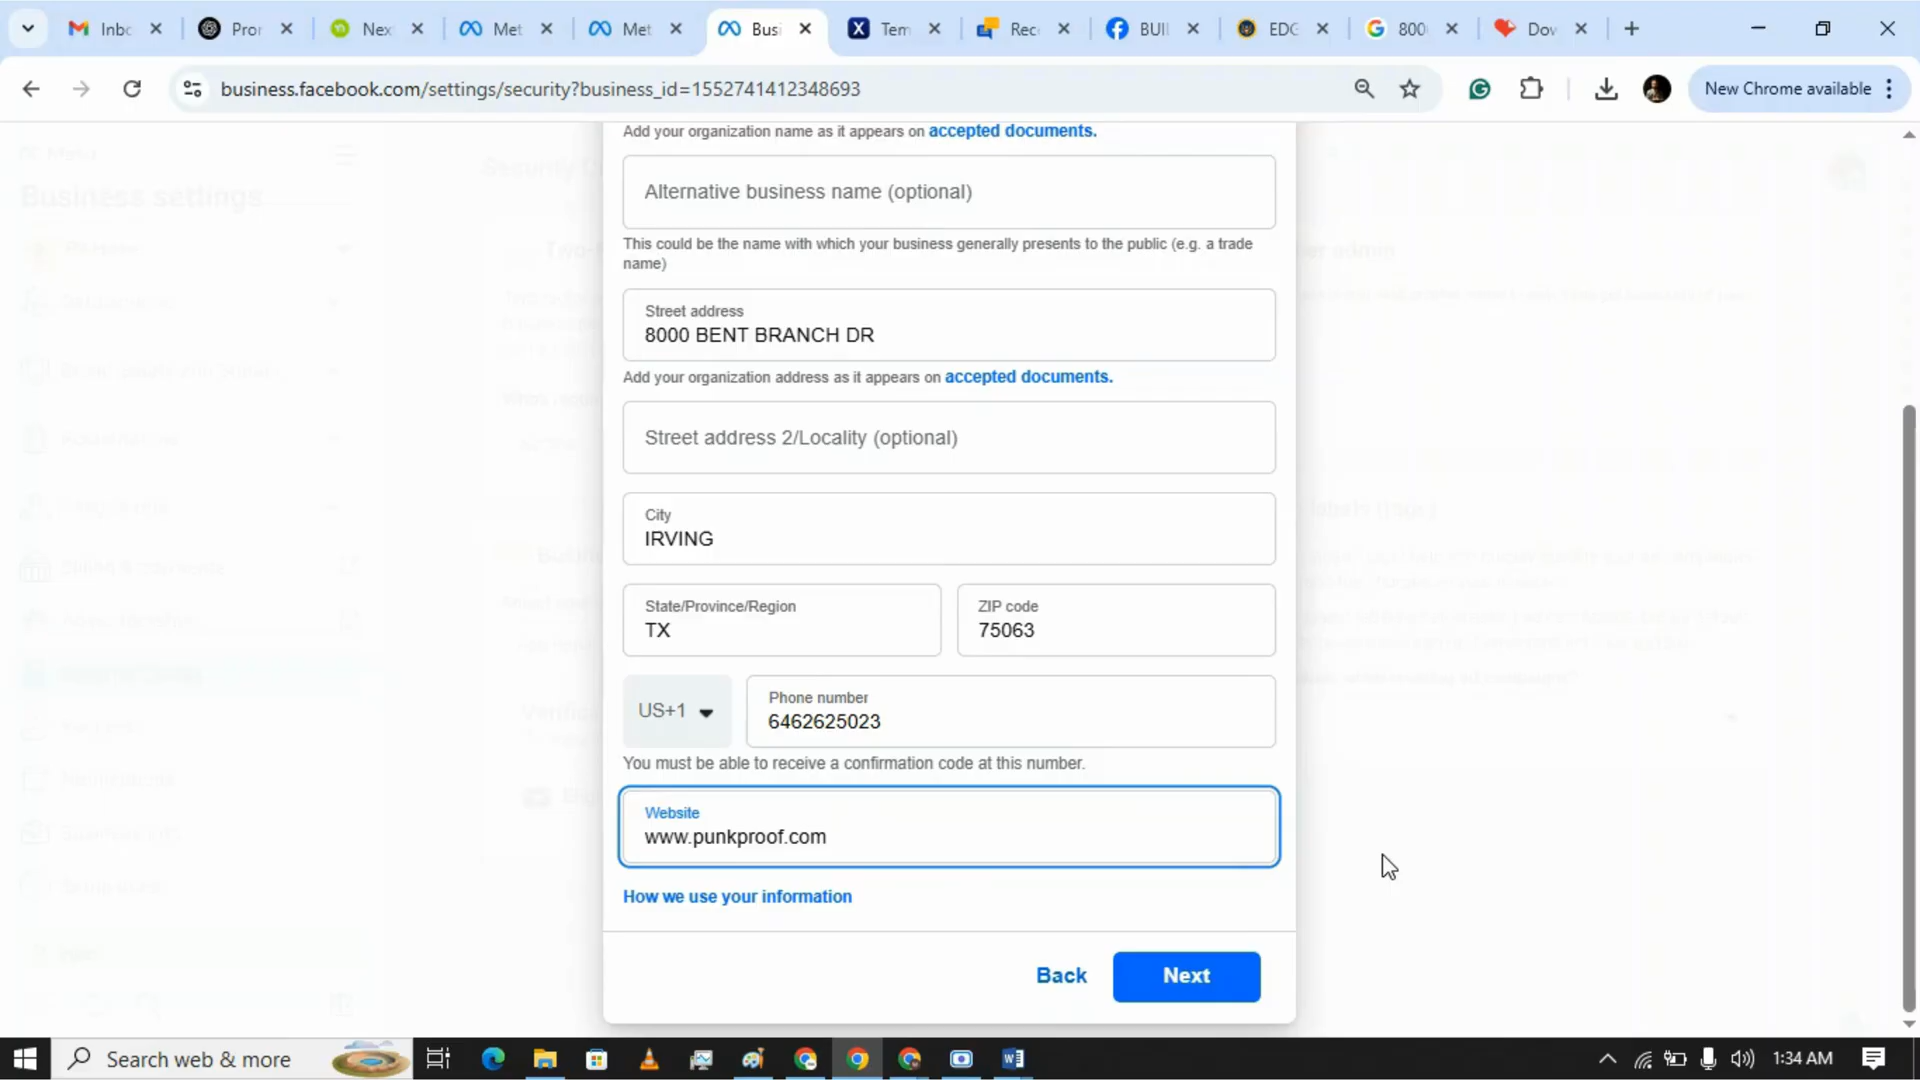 Inbo
Pror
Nex
Met
Met
Busi
Tem
Rec
BUII
EDG
800
Dov
business.facebook.com/settings/security?business_id=1552741412348693
New Chrome available
Business settings
Add your organization name as it appears on accepted documents.
Alternative business name (optional)
This could be the name with which your business generally presents to the public (e.g. a trade
name)
Street address
8000 BENT BRANCH DR
Add your organization address as it appears on accepted documents.
Street address 2/Locality (optional)
City
IRVING
State/Province/Region
TX
ZIP code
75063
US+1
Phone number
6462625023
You must be able to receive a confirmation code at this number.
Website
www.punkproof.com
How we use your information
Back
Next
Search web & more
1:34 AM